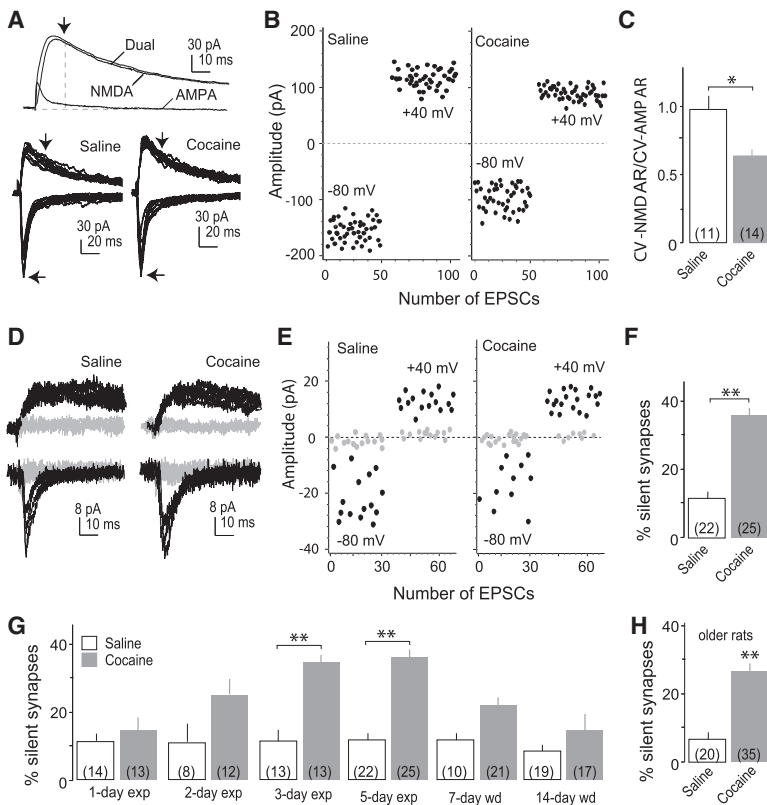 A
Dual
NMDA
AMPA
30 pA
10 ms
Saline
Cocaine
30 pA
20 ms
30 pA
20 ms
B
Amplitude (pA)
200
100
0
-100
-200
Saline
+40 mV
-80 mV
Cocaine
+40 mV
-80 mV
0 50 100
0 50 100
Number of EPSCs
C
CV-NMDAR/CV-AMPAR
1.0
0.5
0
*
(11) (14)
Saline Cocaine
D
Saline
Cocaine
8 pA
10 ms
8 pA
10 ms
E
Amplitude (pA)
20
0
-20
-40
Saline
+40 mV
-80 mV
Cocaine
+40 mV
-80 mV
0 30 60
0 30 60
Number of EPSCs
F
% silent synapses
40
20
0
**
(22) (25)
Saline Cocaine
G
% silent synapses
40
20
0
Saline
Cocaine
** **
(14) (13) (8) (12) (13) (13) (22) (25) (10) (21) (19) (17)
1-day exp 2-day exp 3-day exp 5-day exp 7-day wd 14-day wd
H
% silent synapses
40
20
0
older rats
**
(20) (35)
Saline Cocaine